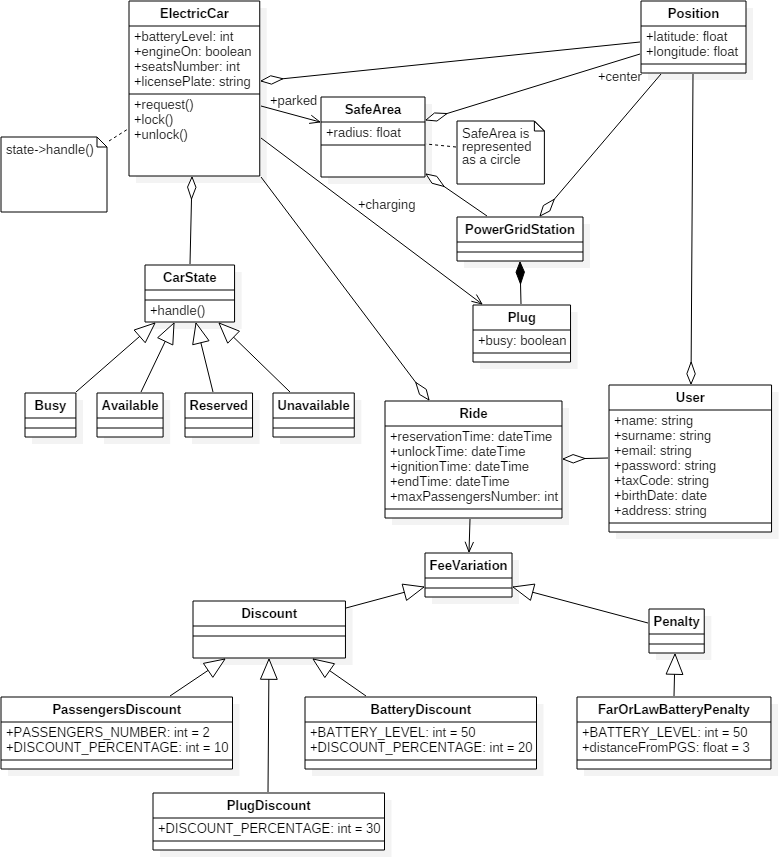 ElectricCar
+batteryLevel: int
+engineOn: boolean
+seatsNumber: int
+licensePlate: string
+request()
+lock()
+unlock()
Position
+latitude: float
+longitude: float
+center
+parked
SafeArea
+radius: float
SafeArea is
represented
as a circle
state->handle()
+charging
PowerGridStation
CarState
+handle()
Plug
+busy: boolean
Busy
Available
Reserved
Unavailable
Ride
+reservationTime: dateTime
+unlockTime: dateTime
+ignitionTime: dateTime
+endTime: dateTime
+maxPassengersNumber: int
User
+name: string
+surname: string
+email: string
+password: string
+taxCode: string
+birthDate: date
+address: string
FeeVariation
Discount
Penalty
PassengersDiscount
+PASSENGERS_NUMBER: int = 2
+DISCOUNT_PERCENTAGE: int = 10
BatteryDiscount
+BATTERY_LEVEL: int = 50
+DISCOUNT_PERCENTAGE: int = 20
FarOrLawBatteryPenalty
+BATTERY_LEVEL: int = 50
+distanceFromPGS: float = 3
PlugDiscount
+DISCOUNT_PERCENTAGE: int = 30